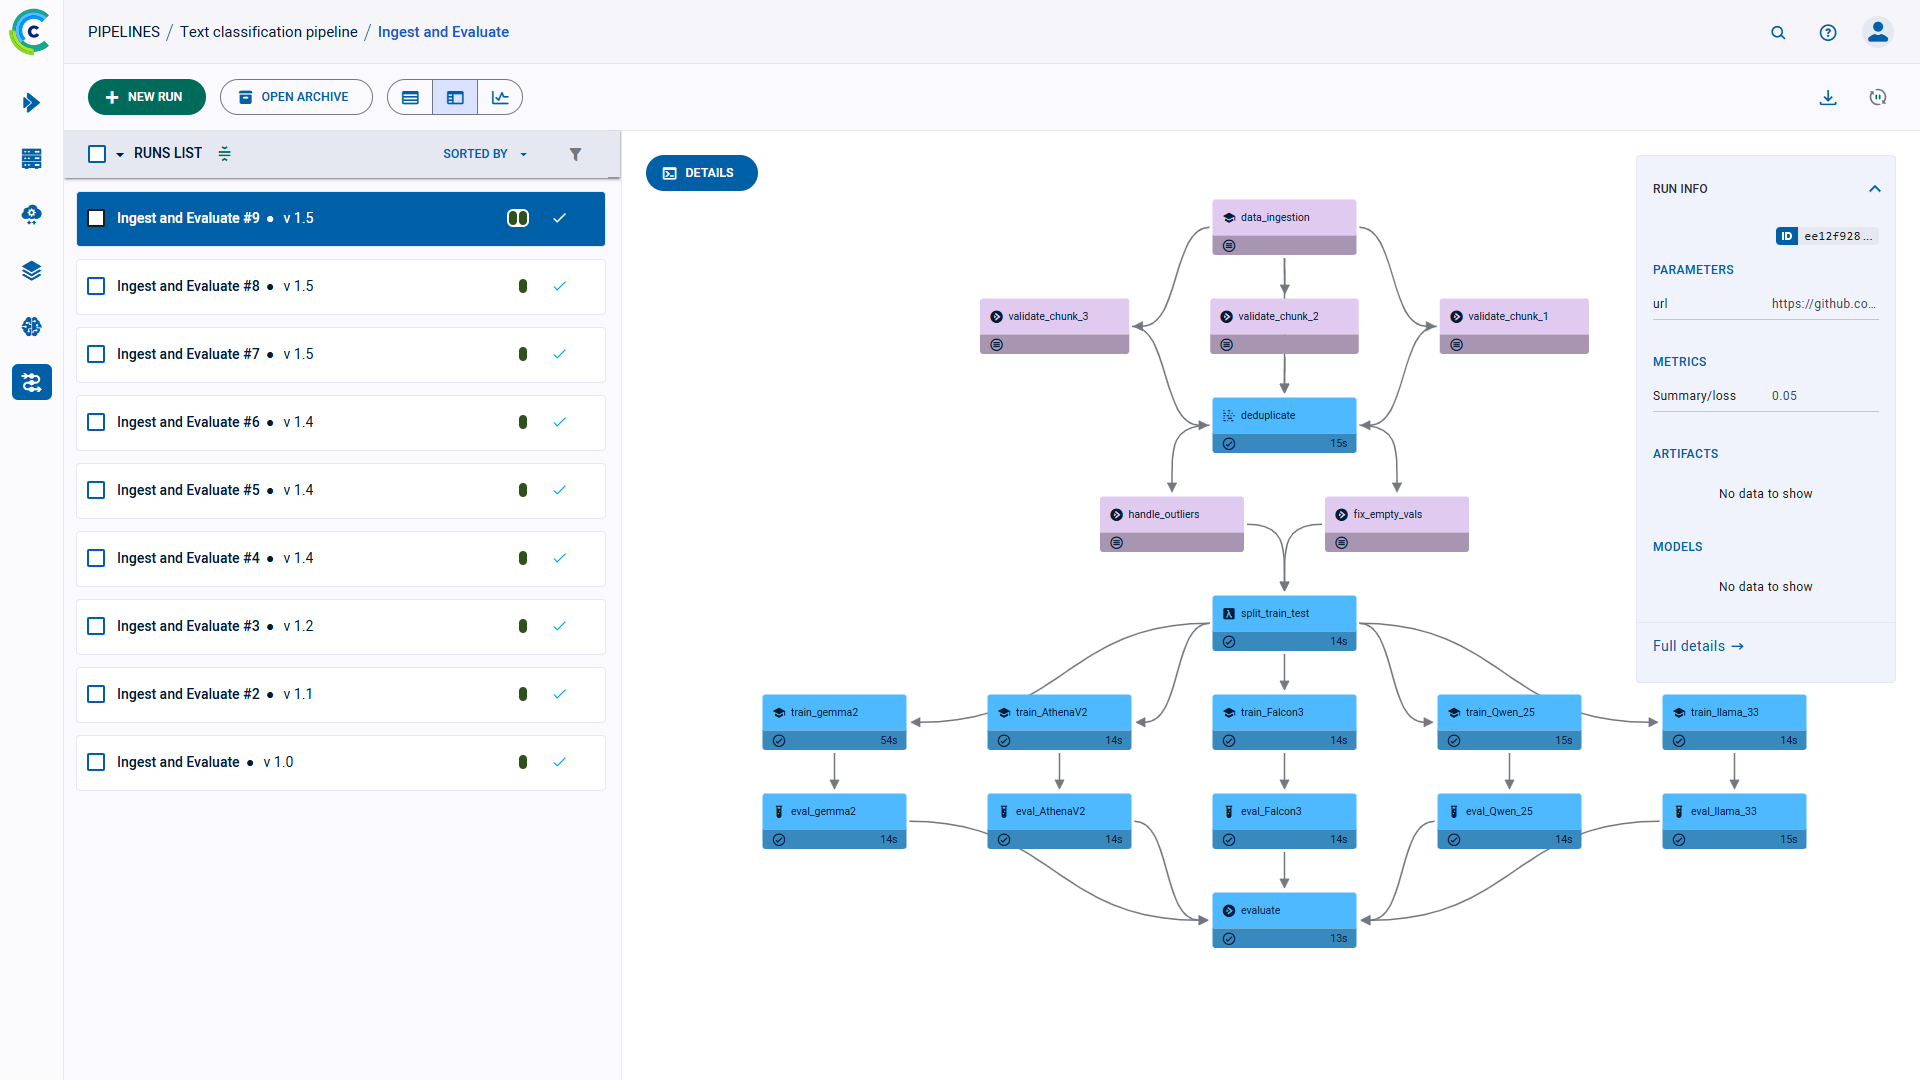 PIPELINES / Text classification pipeline / Ingest and Evaluate
NEW RUN
OPEN ARCHIVE
RUNS LIST
SORTED BY
Ingest and Evaluate #9 • v 1.5
Ingest and Evaluate #8 • v 1.5
Ingest and Evaluate #7 • v 1.5
Ingest and Evaluate #6 • v 1.4
Ingest and Evaluate #5 • v 1.4
Ingest and Evaluate #4 • v 1.4
Ingest and Evaluate #3 • v 1.2
Ingest and Evaluate #2 • v 1.1
Ingest and Evaluate • v 1.0
DETAILS
data_ingestion
validate_chunk_3
validate_chunk_2
validate_chunk_1
deduplicate
15s
handle_outliers
fix_empty_vals
split_train_test
14s
train_gemma2
54s
train_AthenaV2
14s
train_Falcon3
14s
train_Qwen_25
15s
train_llama_33
14s
eval_gemma2
14s
eval_AthenaV2
14s
eval_Falcon3
14s
eval_Qwen_25
14s
eval_llama_33
15s
evaluate
13s
RUN INFO
ID ee12f928...
PARAMETERS
url https://github.co...
METRICS
Summary/loss 0.05
ARTIFACTS
No data to show
MODELS
No data to show
Full details →